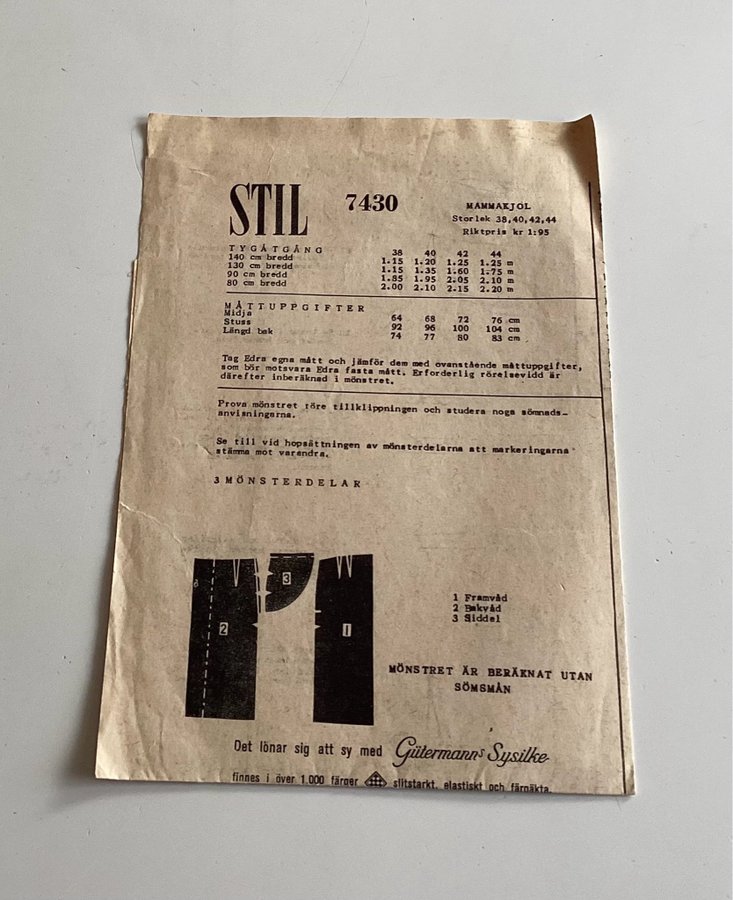 STIL 7430
MAMMAKJOL
Storlek 38,40,42,44
Riktpris kr 1:95
TYGÅTGÅNG 38 40 42 44
140 cm bredd 1.15 1.20 1.25 1.25 m
130 cm bredd 1.15 1.35 1.60 1.75 m
90 cm bredd 1.85 1.95 2.05 2.10 m
80 cm bredd 2.00 2.10 2.15 2.20 m
MÅTTUPPGIFTER
Midja 64 68 72 76 cm
Stuss 92 96 100 104 cm
Längd bak 74 77 80 83 cm
Tag Edra egna mått och jämför dem med ovanstående måttuppgifter,
som bör motsvara Edra fasta mått. Erforderlig rörelsevidd är
därefter inberäknad i mönstret.
Prova mönstret före tillklippningen och studera noga sömnads-
anvisningarna.
Se till vid hopsättningen av mönsterdelarna att markeringarna
stämma mot varandra.
3 MÖNSTERDELAR
3
2
1
1 Framvåd
2 Bakvåd
3 Siddel
MÖNSTRET ÄR BERÄKNAT UTAN
SÖMSMÅN
Det lönar sig att sy med Gütermanns Sysilke
finnes i över 1.000 färger slitstarkt, elastiskt och färgäkta.